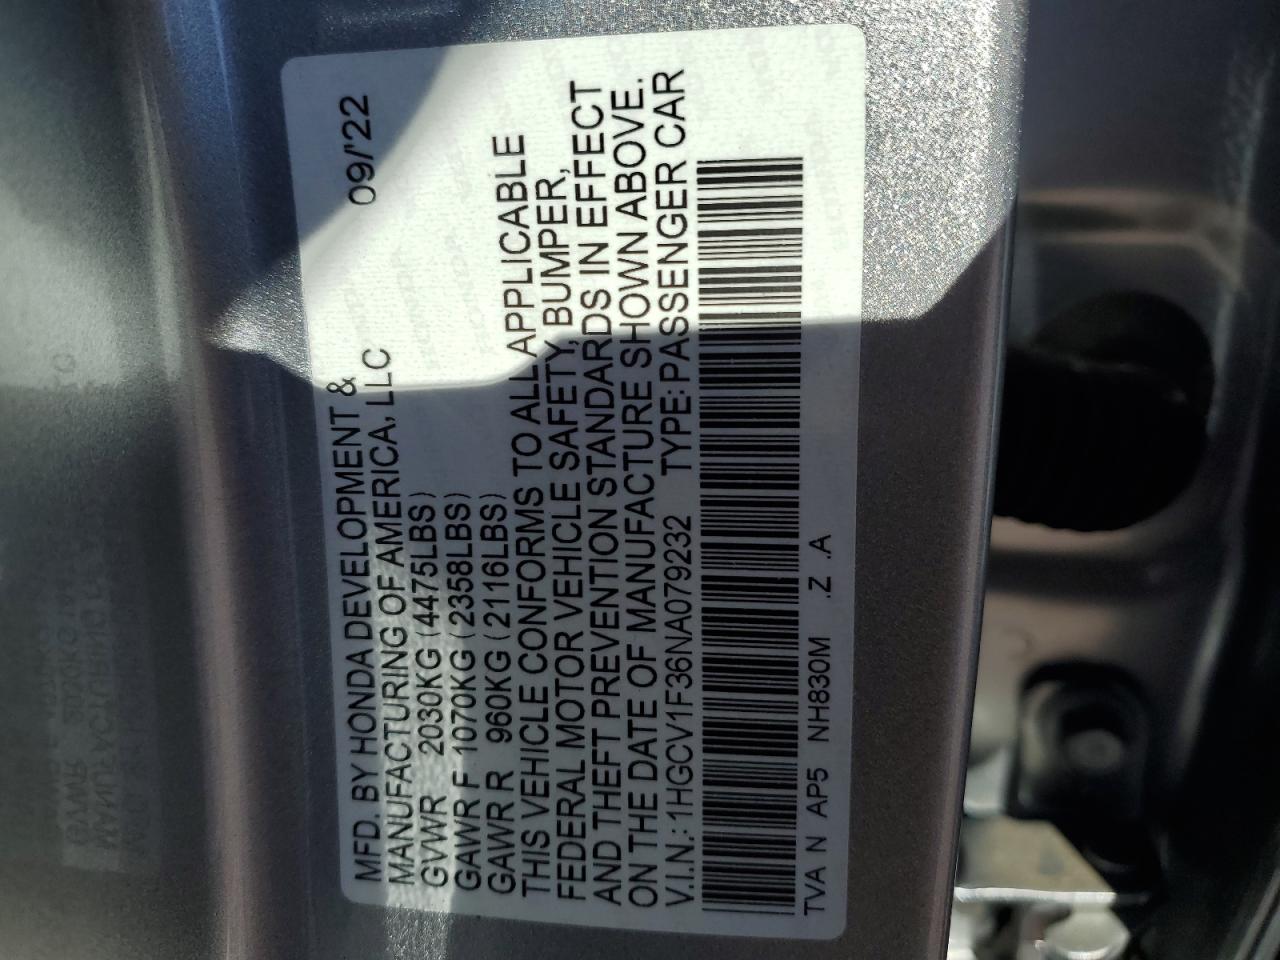 MFD. BY HONDA DEVELOPMENT & 09/'22
MANUFACTURING OF AMERICA, LLC
GVWR 2030KG (4475LBS)
GAWR F 1070KG (2358LBS)
GAWR R 960KG (2116LBS)
THIS VEHICLE CONFORMS TO ALL APPLICABLE
FEDERAL MOTOR VEHICLE SAFETY, BUMPER,
AND THEFT PREVENTION STANDARDS IN EFFECT
ON THE DATE OF MANUFACTURE SHOWN ABOVE.
V.I.N.: 1HGCV1F36NA079232 TYPE: PASSENGER CAR
TVA N AP5 NH830M .Z .A